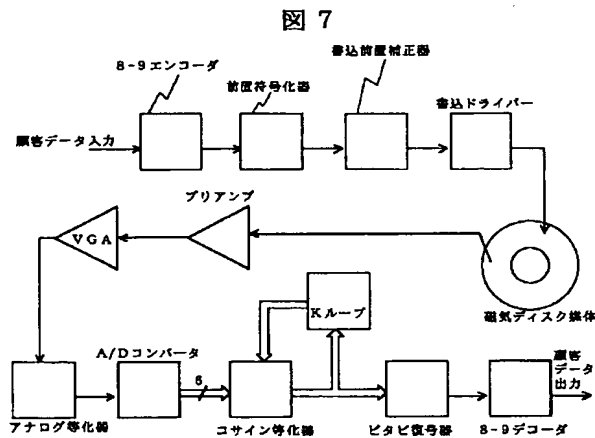 図 7
8-9エンコーダ
前置符号化器
書込前置補正器
書込ドライバー
顧客データ入力
プリアンプ
VGA
磁気ディスク媒体
Kループ
A/Dコンバータ
6
アナログ等化器
コサイン等化器
ビタビ復号器
8-9デコーダ
顧客
データ
出力